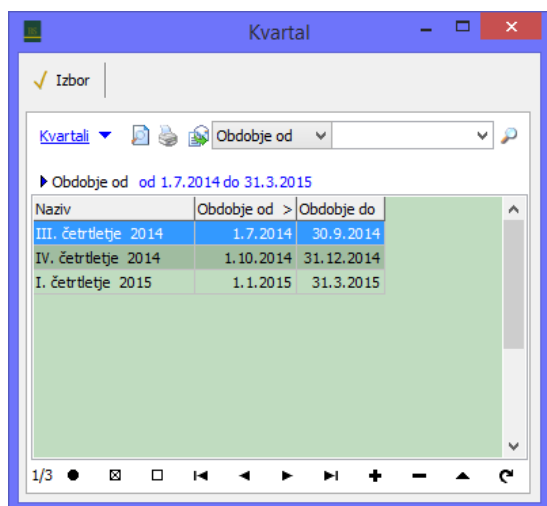 Kvartal
Izbor
Kvartali Obdobje od
Obdobje od od 1.7.2014 do 31.3.2015
Naziv Obdobje od > Obdobje do
III. četrtletje 2014 1.7.2014 30.9.2014
IV. četrtletje 2014 1.10.2014 31.12.2014
I. četrtletje 2015 1.1.2015 31.3.2015
1/3